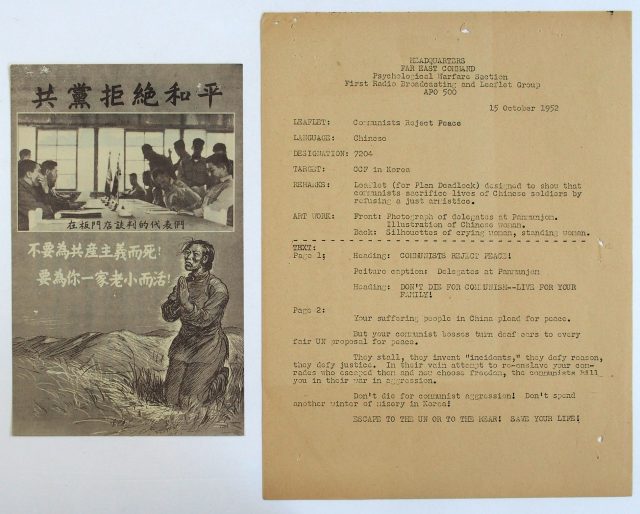 共黨拒絶和平
在板門店談判的代表們
不要為共産主義而死!
要為你一家老小而活!
HEADQUARTERS
FAR EAST COMMAND
Psychological Warfare Section
First Radio Broadcasting and Leaflet Group
APO 500
15 October 1952
LEAFLET: Communists Reject Peace
LANGUAGE: Chinese
DESIGNATION: 7204
TARGET: CCF in Korea
REMARKS: Leaflet (for Plan Deadlock) designed to show that
communists sacrifice lives of Chinese soldiers by
refusing a just armistice.
ART WORK: Front: Photograph of delegates at Panmunjom.
Illustration of Chinese woman.
Back: Silhouettes of crying woman, standing woman.
TEXT:
Page 1; Heading: COMMUNISTS REJECT PEACE!
Picture caption: Delegates at Panmunjom
Heading: DON'T DIE FOR COMMUNISM--LIVE FOR YOUR
FAMILY!
Page 2:
Your suffering people in China plead for peace.
But your communist bosses turn deaf ears to every
fair UN proposal for peace.
They stall, they invent "incidents," they defy reason,
they defy justice. In their vain attempt to re-enslave your com-
rades who escaped them and now choose freedom, the communists kill
you in their war in aggression.
Don't die for communist aggression! Don't spend
another winter of misery in Korea!
ESCAPE TO THE UN OR TO THE REAR! SAVE YOUR LIFE!